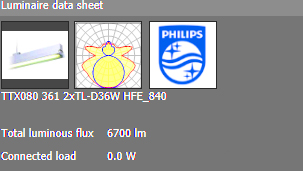 Luminaire data sheet
PHILIPS
TTX080 361 2xTL-D36W HFE_840
Total luminous flux 6700 lm
Connected load 0.0 W